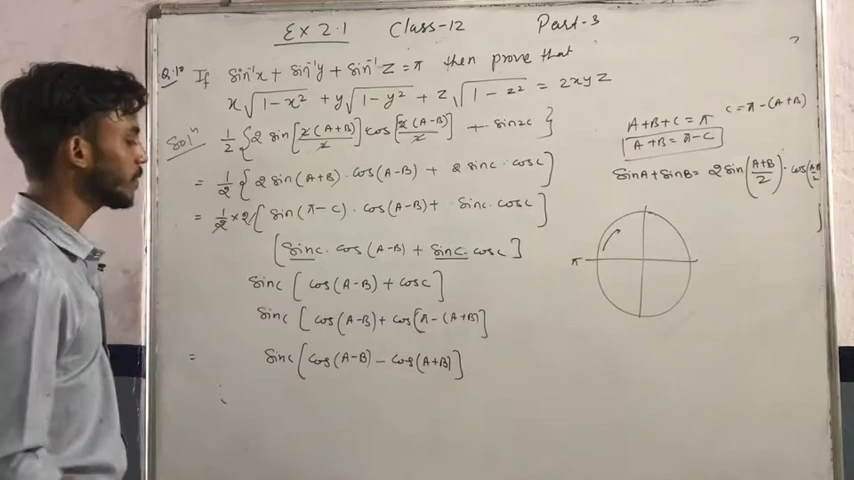 Ex 2.1 Class-12 Part-3
Q.10 If Sin⁻¹x + Sin⁻¹y + Sin⁻¹z = π then prove that
x√(1-x²) + y√(1-y²) + z√(1-z²) = 2xyz
Solⁿ 1/2 {2 sin[2(A+B)/2] cos[2(A-B)/2] + sin2C}
= 1/2 {2 sin(A+B)·cos(A-B) + 2 sinC·cosC]
= 1/2 × 2 [sin(π-C)·cos(A-B) + sinC·cosC]
[SinC·cos(A-B) + SinC·cosC]
SinC [cos(A-B) + cosC]
SinC [cos(A-B) + cos[π-(A+B)]
= SinC [cos(A-B) - cos(A+B)]
C = π-(A+B)
A+B+C = π
A+B = π-C
SinA + SinB = 2 Sin(A+B/2)·cos(A-B/2
π